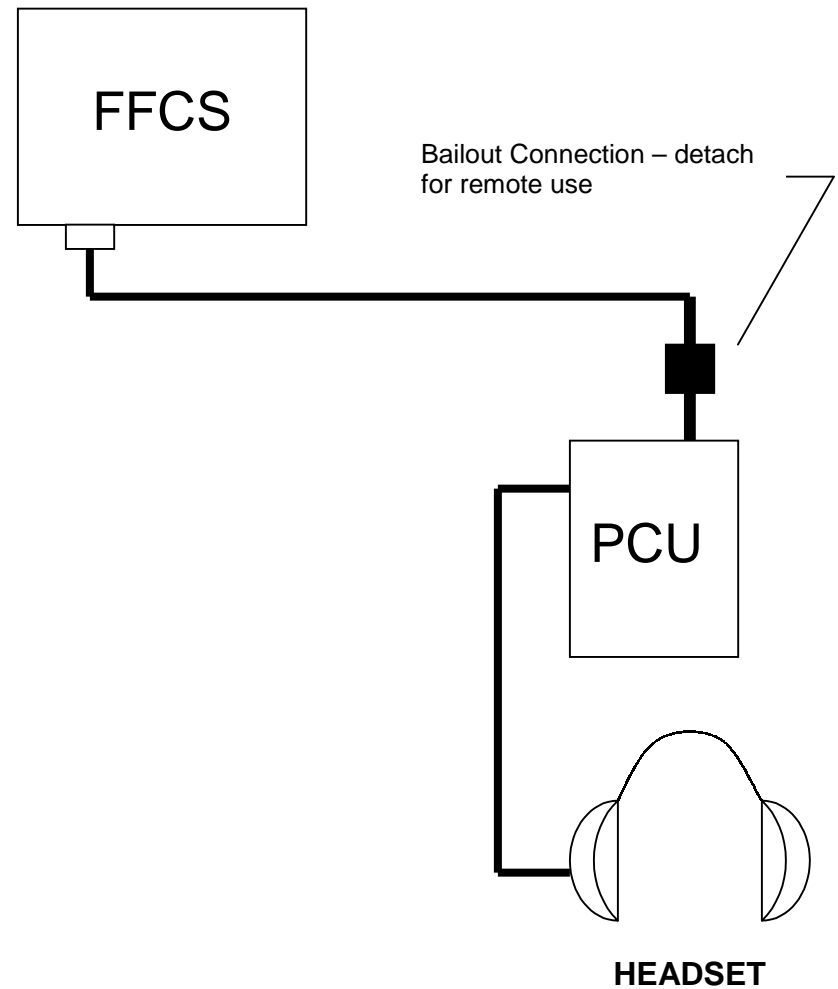 FFCS
Bailout Connection – detach
for remote use
PCU
HEADSET